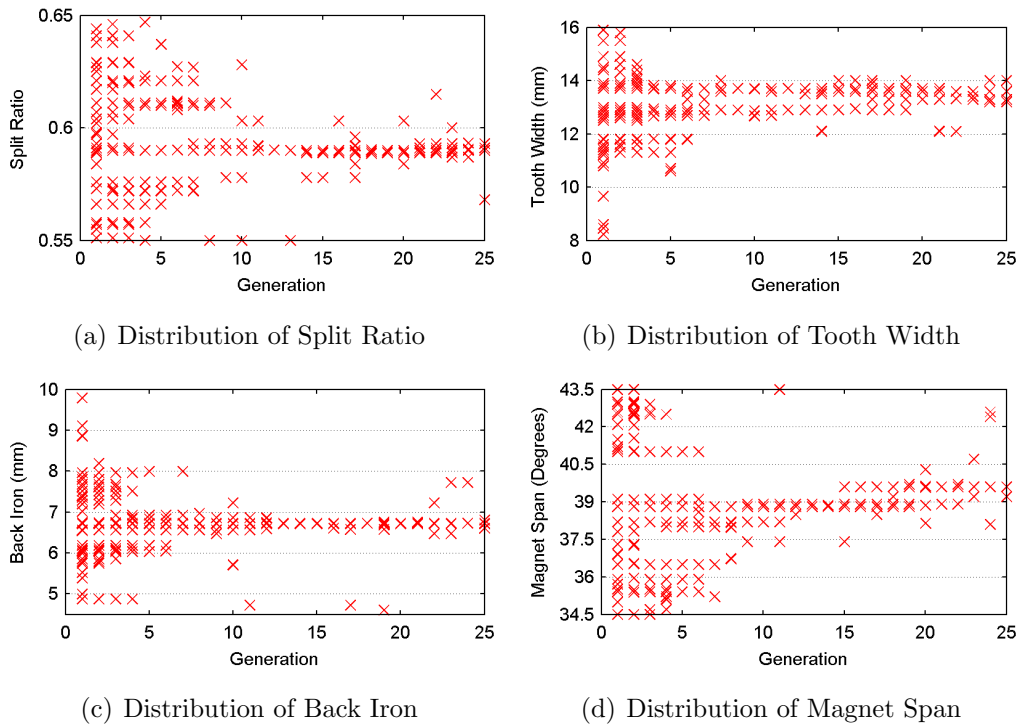 0.65
0.6
0.55
Split Ratio
0 5 10 15 20 25
Generation
(a) Distribution of Split Ratio
16
14
12
10
8
Tooth Width (mm)
0 5 10 15 20 25
Generation
(b) Distribution of Tooth Width
10
9
8
7
6
5
Back Iron (mm)
0 5 10 15 20 25
Generation
(c) Distribution of Back Iron
43.5
42
40.5
39
37.5
36
34.5
Magnet Span (Degrees)
0 5 10 15 20 25
Generation
(d) Distribution of Magnet Span